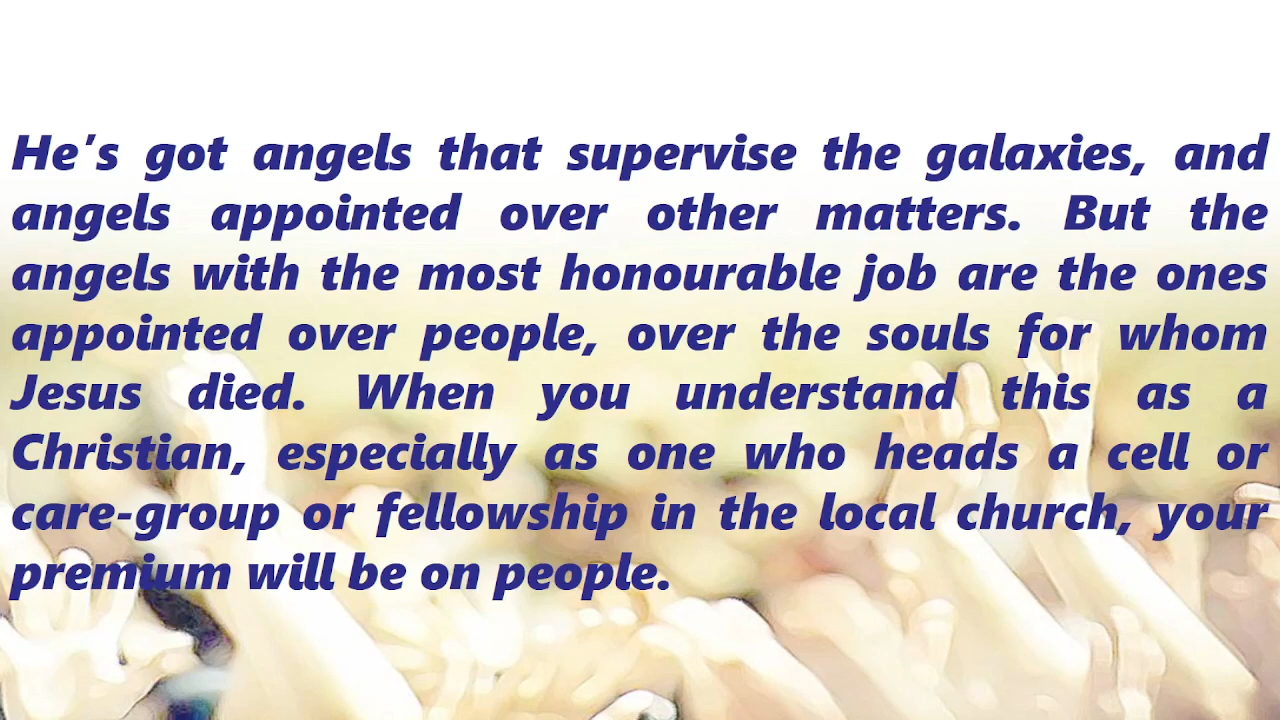 He's got angels that supervise the galaxies, and
angels appointed over other matters. But the
angels with the most honourable job are the ones
appointed over people, over the souls for whom
Jesus died. When you understand this as a
Christian, especially as one who heads a cell or
care-group or fellowship in the local church, your
premium will be on people.